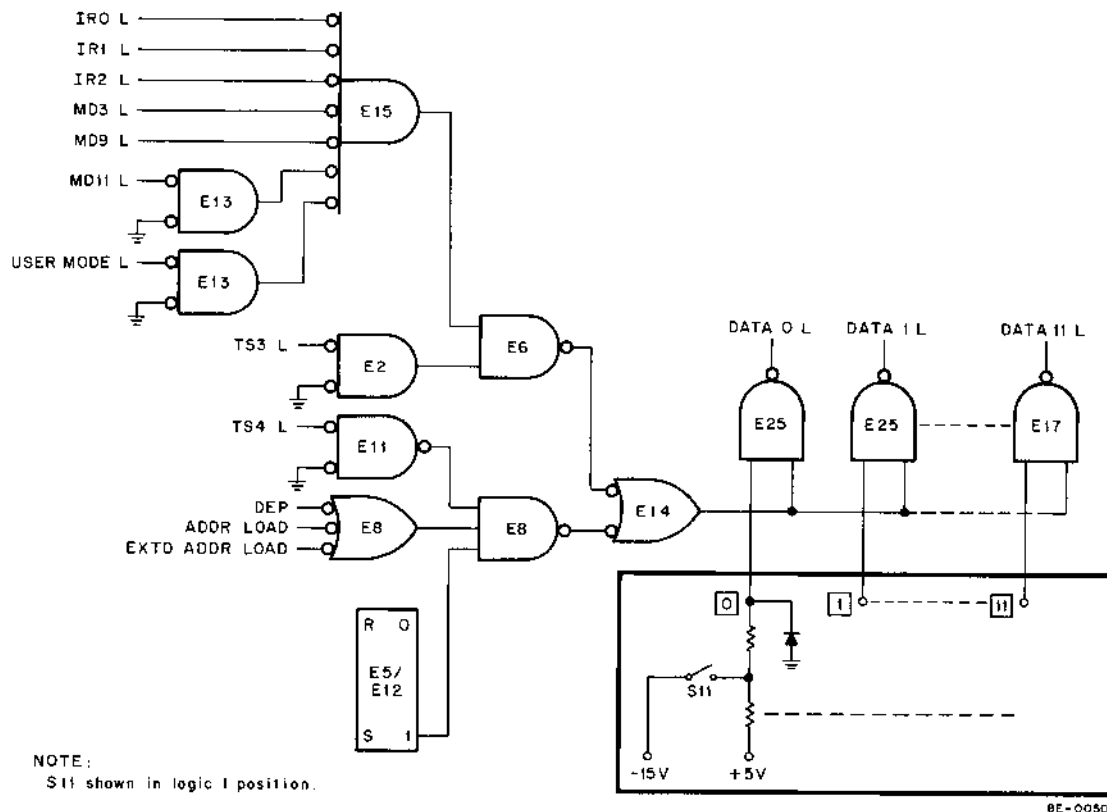 IR0 L
IR1 L
IR2 L
MD3 L
MD9 L
E15
MD11 L
E13
USER MODE L
E13
TS3 L
E2
E6
TS4 L
E11
DEP
ADDR LOAD
EXTD ADDR LOAD
E8
E8
E14
DATA 0 L
DATA 1 L
DATA 11 L
E25
E25
E17
0
1
11
R 0
E5/
E12
S 1
S11
-15V
+5V
NOTE:
S11 shown in logic 1 position.
8E-0050